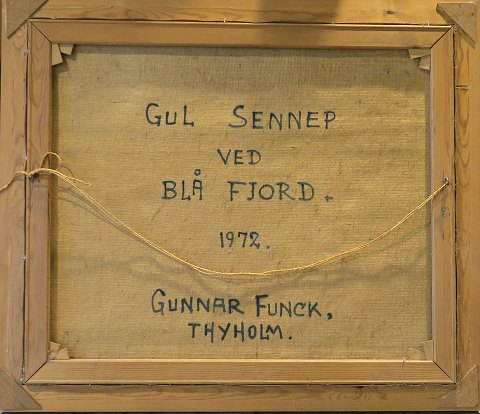 GUL SENNEP
VED
BLÅ FJORD.
1972.
GUNNAR FUNCK,
THYHOLM.